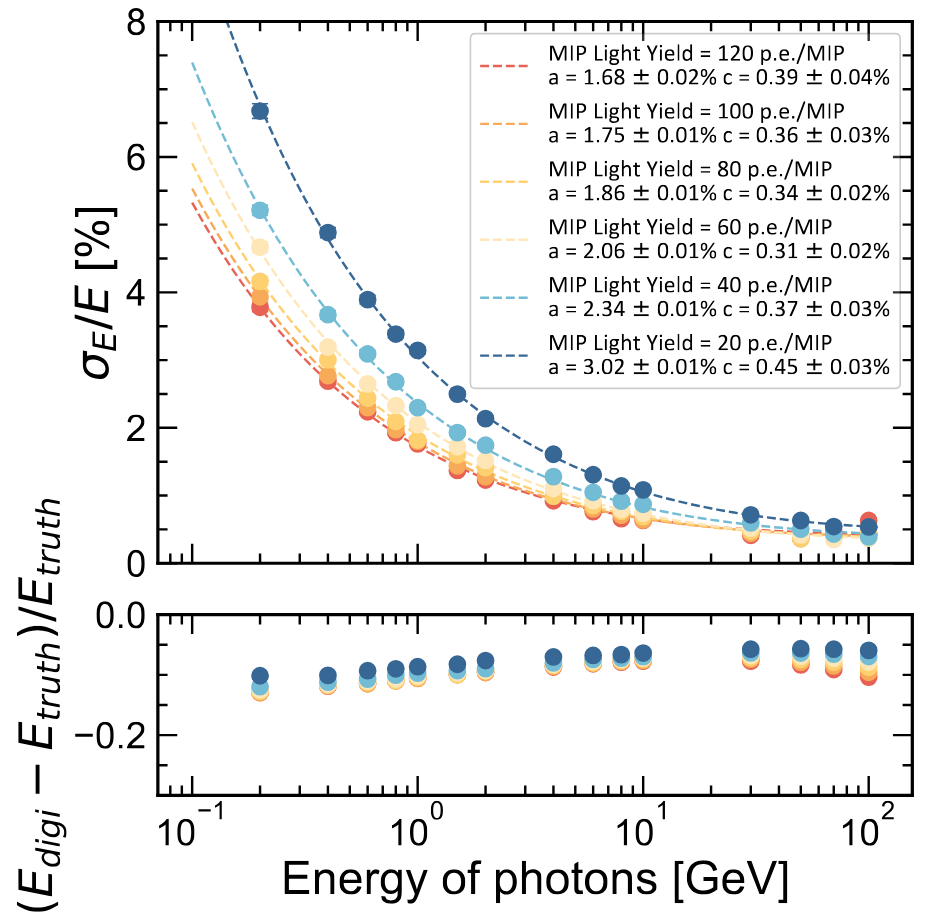 8
6
4
2
0
σ_E/E [%]
MIP Light Yield = 120 p.e./MIP
a = 1.68 ± 0.02% c = 0.39 ± 0.04%
MIP Light Yield = 100 p.e./MIP
a = 1.75 ± 0.01% c = 0.36 ± 0.03%
MIP Light Yield = 80 p.e./MIP
a = 1.86 ± 0.01% c = 0.34 ± 0.02%
MIP Light Yield = 60 p.e./MIP
a = 2.06 ± 0.01% c = 0.31 ± 0.02%
MIP Light Yield = 40 p.e./MIP
a = 2.34 ± 0.01% c = 0.37 ± 0.03%
MIP Light Yield = 20 p.e./MIP
a = 3.02 ± 0.01% c = 0.45 ± 0.03%
(E_digi − E_truth)/E_truth
0.0
−0.2
10⁻¹ 10⁰ 10¹ 10²
Energy of photons [GeV]